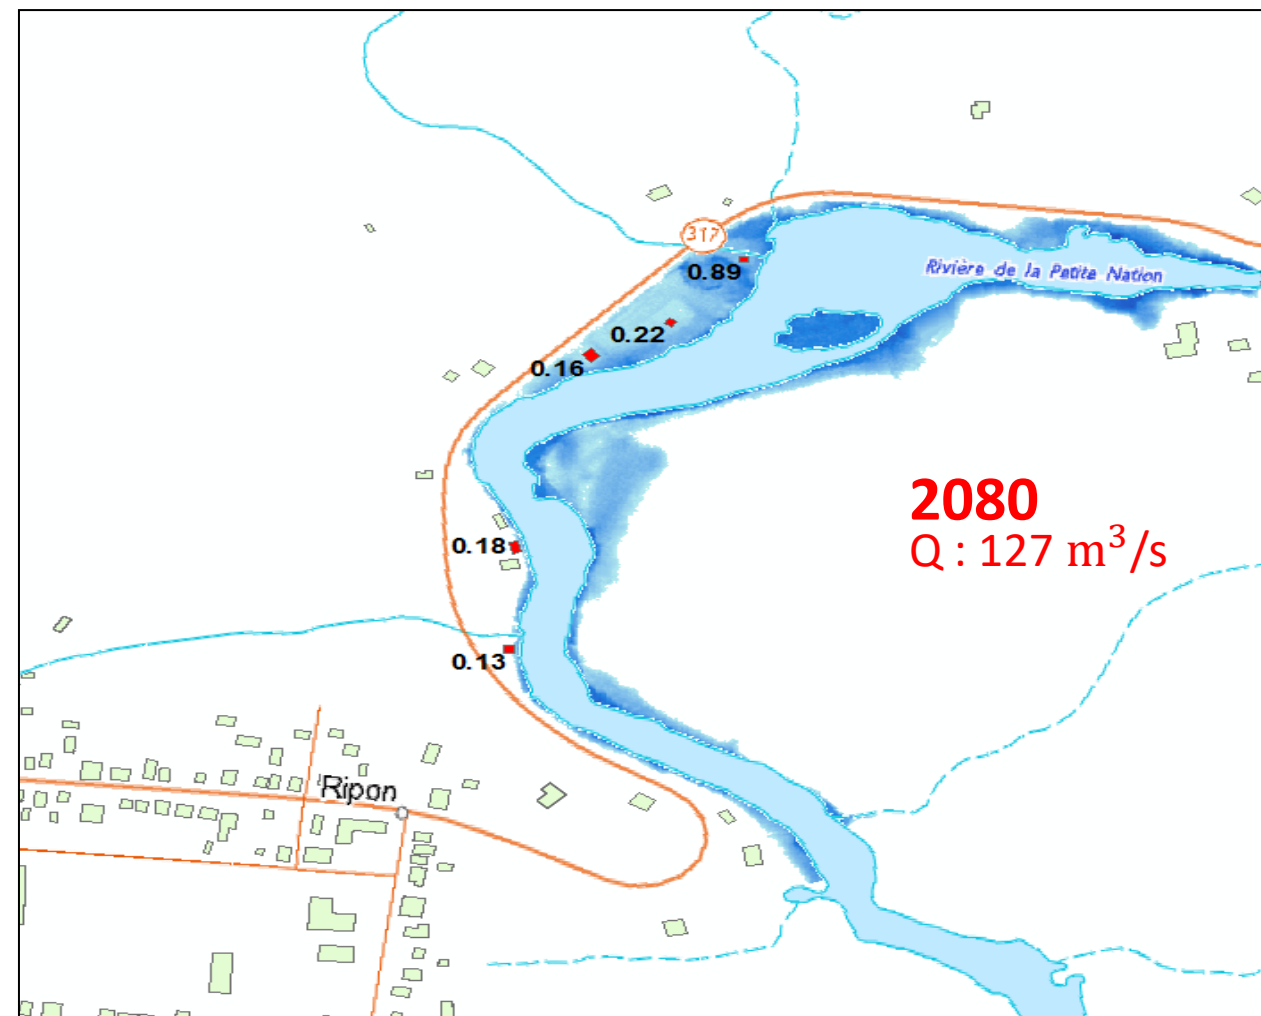 317
0.89
Rivière de la Petite Nation
0.22
0.16
2080
Q : 127 m³/s
0.18
0.13
Ripon